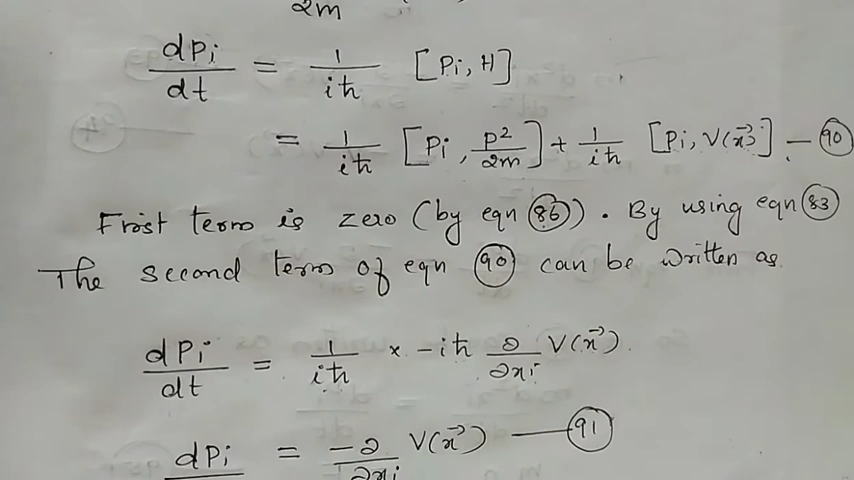 2m
dPi/dt = 1/iħ [Pi, H]
= 1/iħ [Pi, P²/2m] + 1/iħ [Pi, V(x⃗)] — (90)
First term is zero (by eqn (86)). By using eqn (83)
The second term of eqn (90) can be written as
dPi/dt = 1/iħ × -iħ ∂/∂xi V(x⃗).
dPi = -∂/∂xi V(x⃗) — (91)